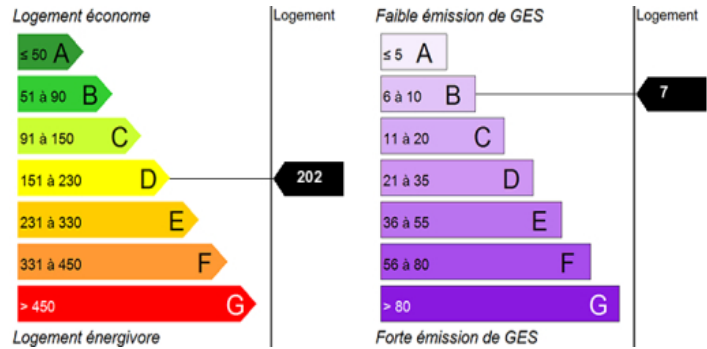 Logement économe
Logement
≤ 50 A
51 à 90 B
91 à 150 C
151 à 230 D
202
231 à 330 E
331 à 450 F
> 450 G
Logement énergivore
Faible émission de GES
Logement
≤ 5 A
6 à 10 B
7
11 à 20 C
21 à 35 D
36 à 55 E
56 à 80 F
> 80 G
Forte émission de GES